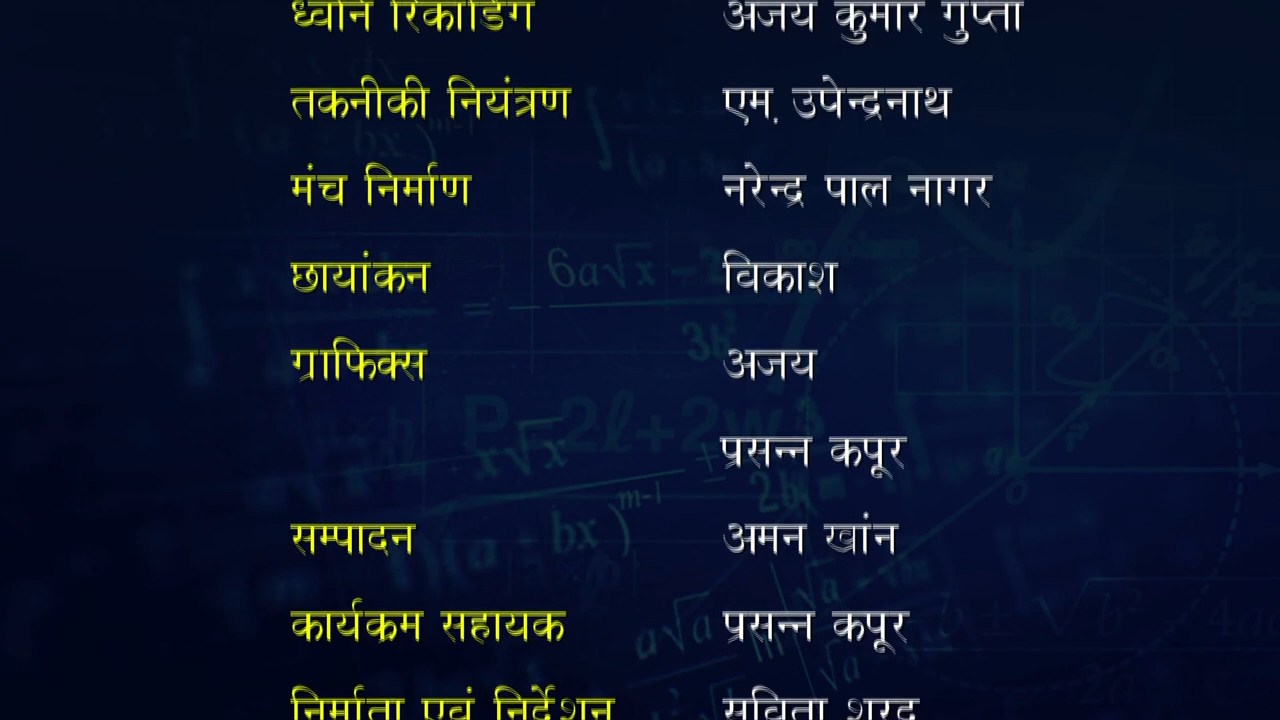 ध्वनि रिकॉर्डिंग अजय कुमार गुप्ता
तकनीकी नियंत्रण एम. उपेन्द्रनाथ
मंच निर्माण नरेन्द्र पाल नागर
छायांकन विकाश
ग्राफिक्स अजय
प्रसन्न कपूर
सम्पादन अमन खांन
कार्यक्रम सहायक प्रसन्न कपूर
निर्माता एवं निर्देशन सविता शरद